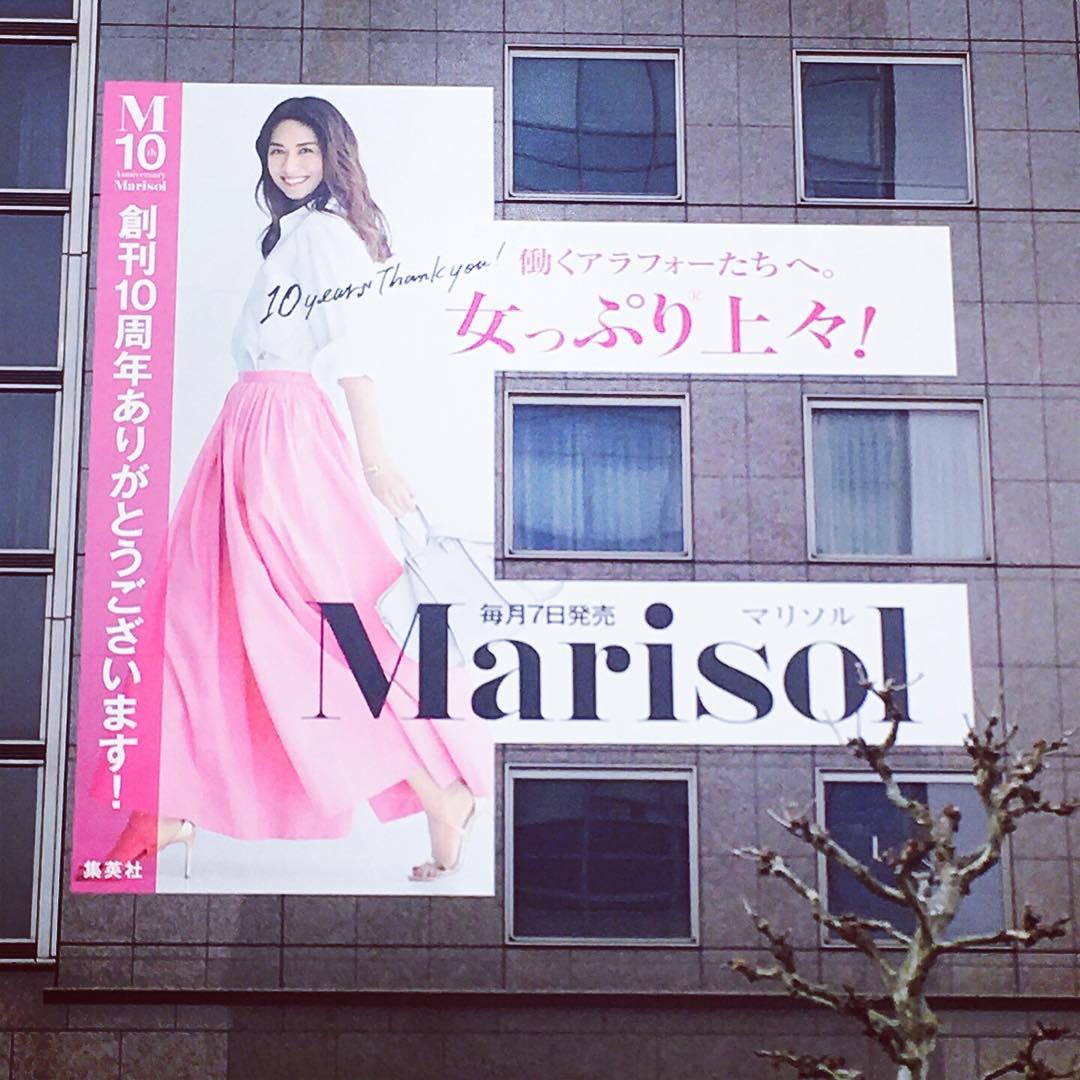 M
10th
Anniversary
Marisol
創刊10周年ありがとうございます!
集英社
10 years Thank you!
働くアラフォーたちへ。
女っぷり®上々!
毎月7日発売
マリソル
Marisol